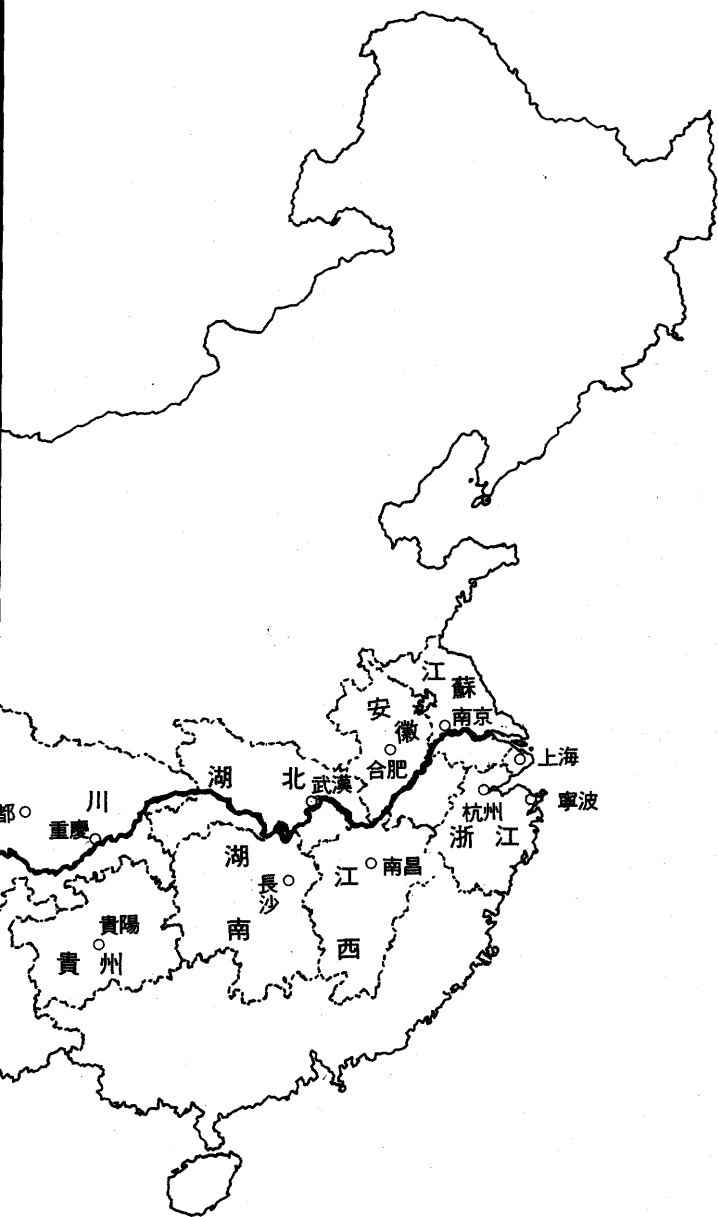 江蘇
安徽
南京
合肥
上海
湖北
武漢
川
都
重慶
杭州
寧波
浙江
湖南
長沙
江西
南昌
貴陽
貴州